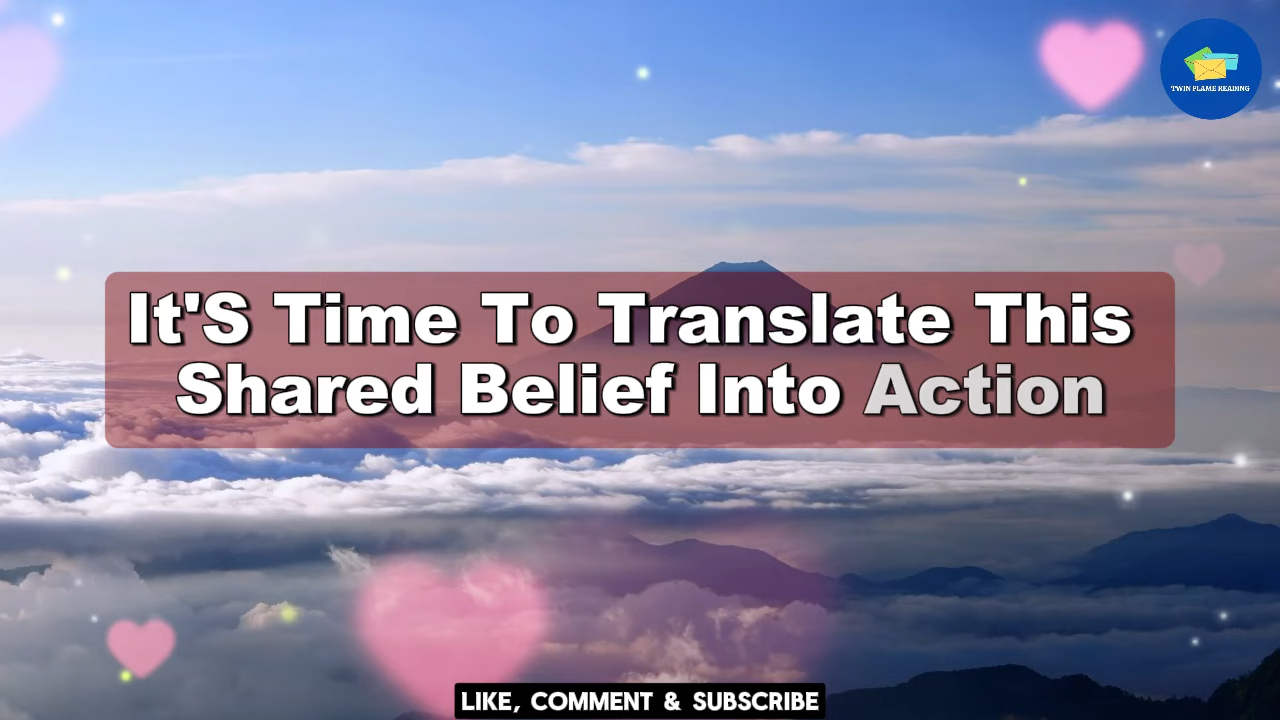 TWIN FLAME READING
It'S Time To Translate This
Shared Belief Into Action
LIKE, COMMENT & SUBSCRIBE